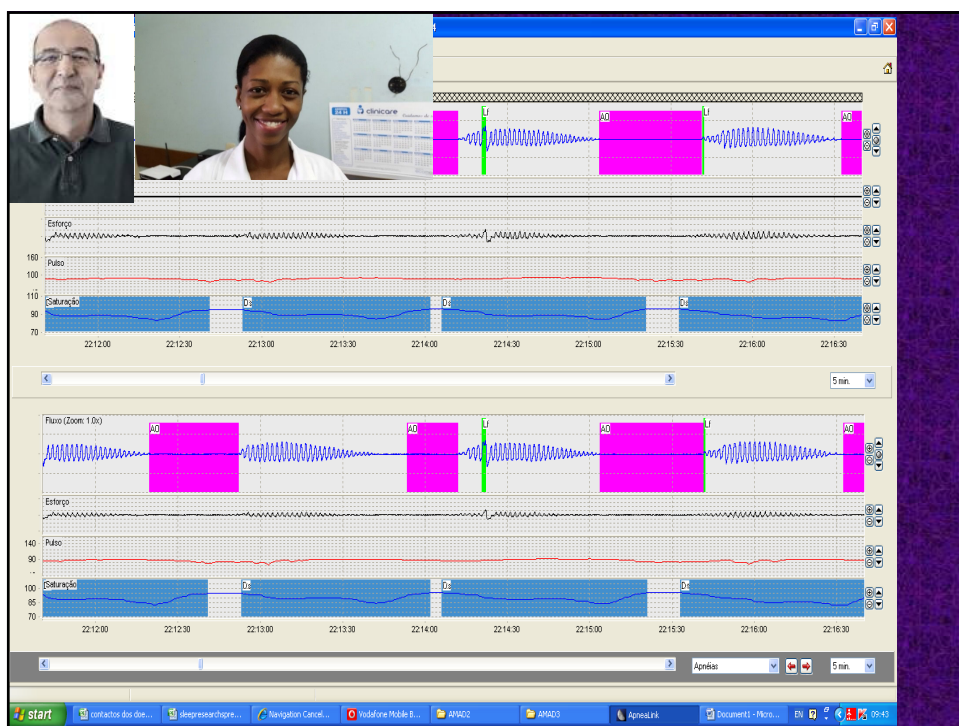 clinicare
Lf
A0
Lf
A0
Esforço
160
Pulso
100
110
Saturação
Ds
Ds
Ds
90
70
22:12:00 22:12:30 22:13:00 22:13:30 22:14:00 22:14:30 22:15:00 22:15:30 22:16:00 22:16:30
5 min.
Fluxo (Zoom: 1.0x)
A0
A0
Lf
A0
Lf
A0
Esforço
140
Pulso
90
100
Saturação
Ds
Ds
Ds
85
70
22:12:00 22:12:30 22:13:00 22:13:30 22:14:00 22:14:30 22:15:00 22:15:30 22:16:00 22:16:30
Apnéias
5 min.
start
contactos dos doe...
sleepresearchspre...
Navigation Cancel...
Vodafone Mobile B...
AMAD2
AMAD3
ApneaLink
Document1 - Micro...
EN
09:43